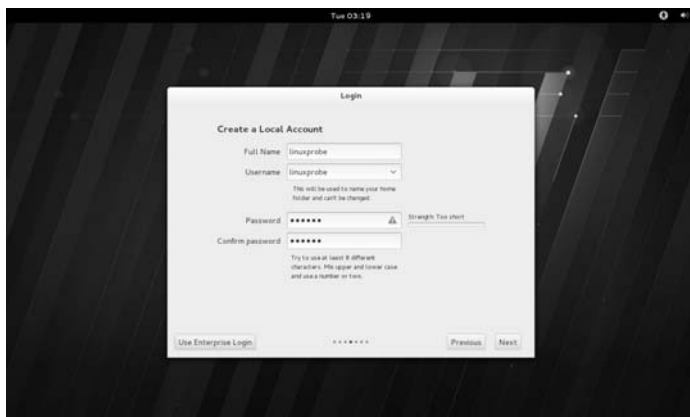 Tue 03:19
Login
Create a Local Account
Full Name linuxprobe
Username linuxprobe
This will be used to name your home
folder and can't be changed.
Password •••••• Strength: Too short
Confirm password ••••••
Try to use at least 8 different
characters. Mix upper and lower case
and use a number or two.
Use Enterprise Login Previous Next